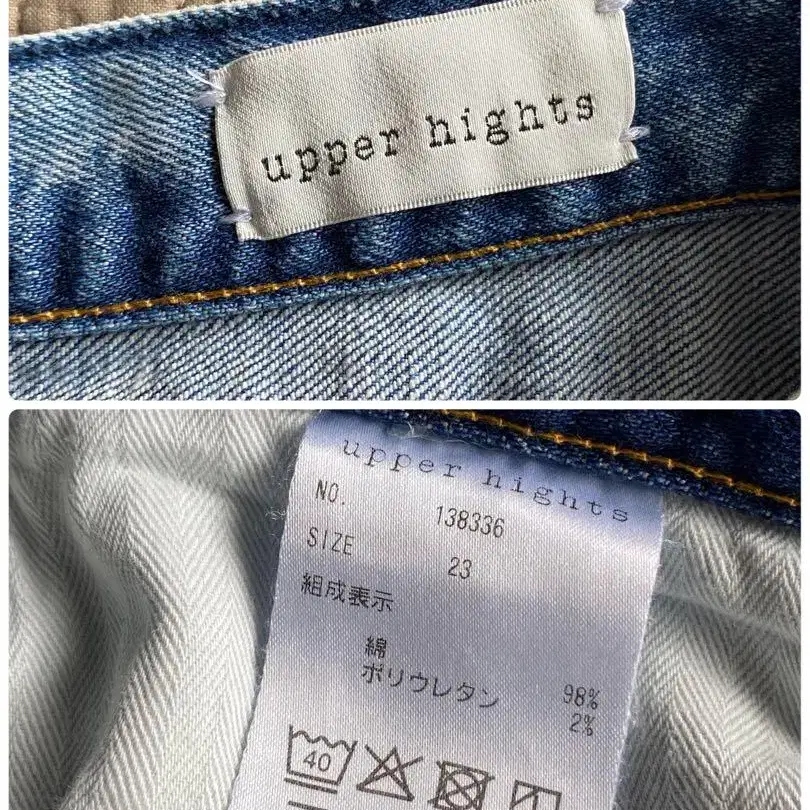 upper hights
upper hights
NO. 138336
SIZE 23
組成表示
綿 98%
ポリウレタン 2%
40